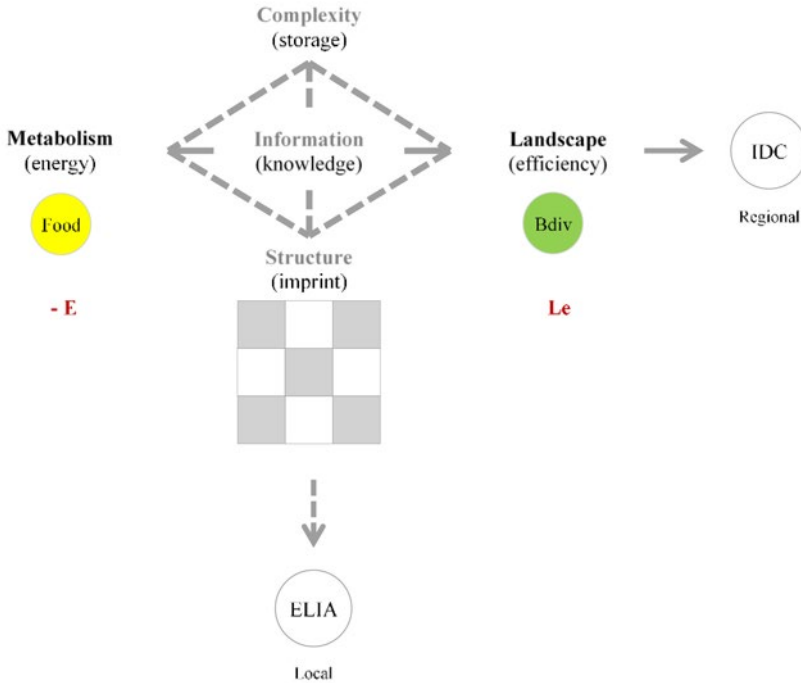 Complexity
(storage)
Metabolism
(energy)
Information
(knowledge)
Landscape
(efficiency)
IDC
Food
Bdiv
Regional
Structure
(imprint)
- E
Le
ELIA
Local